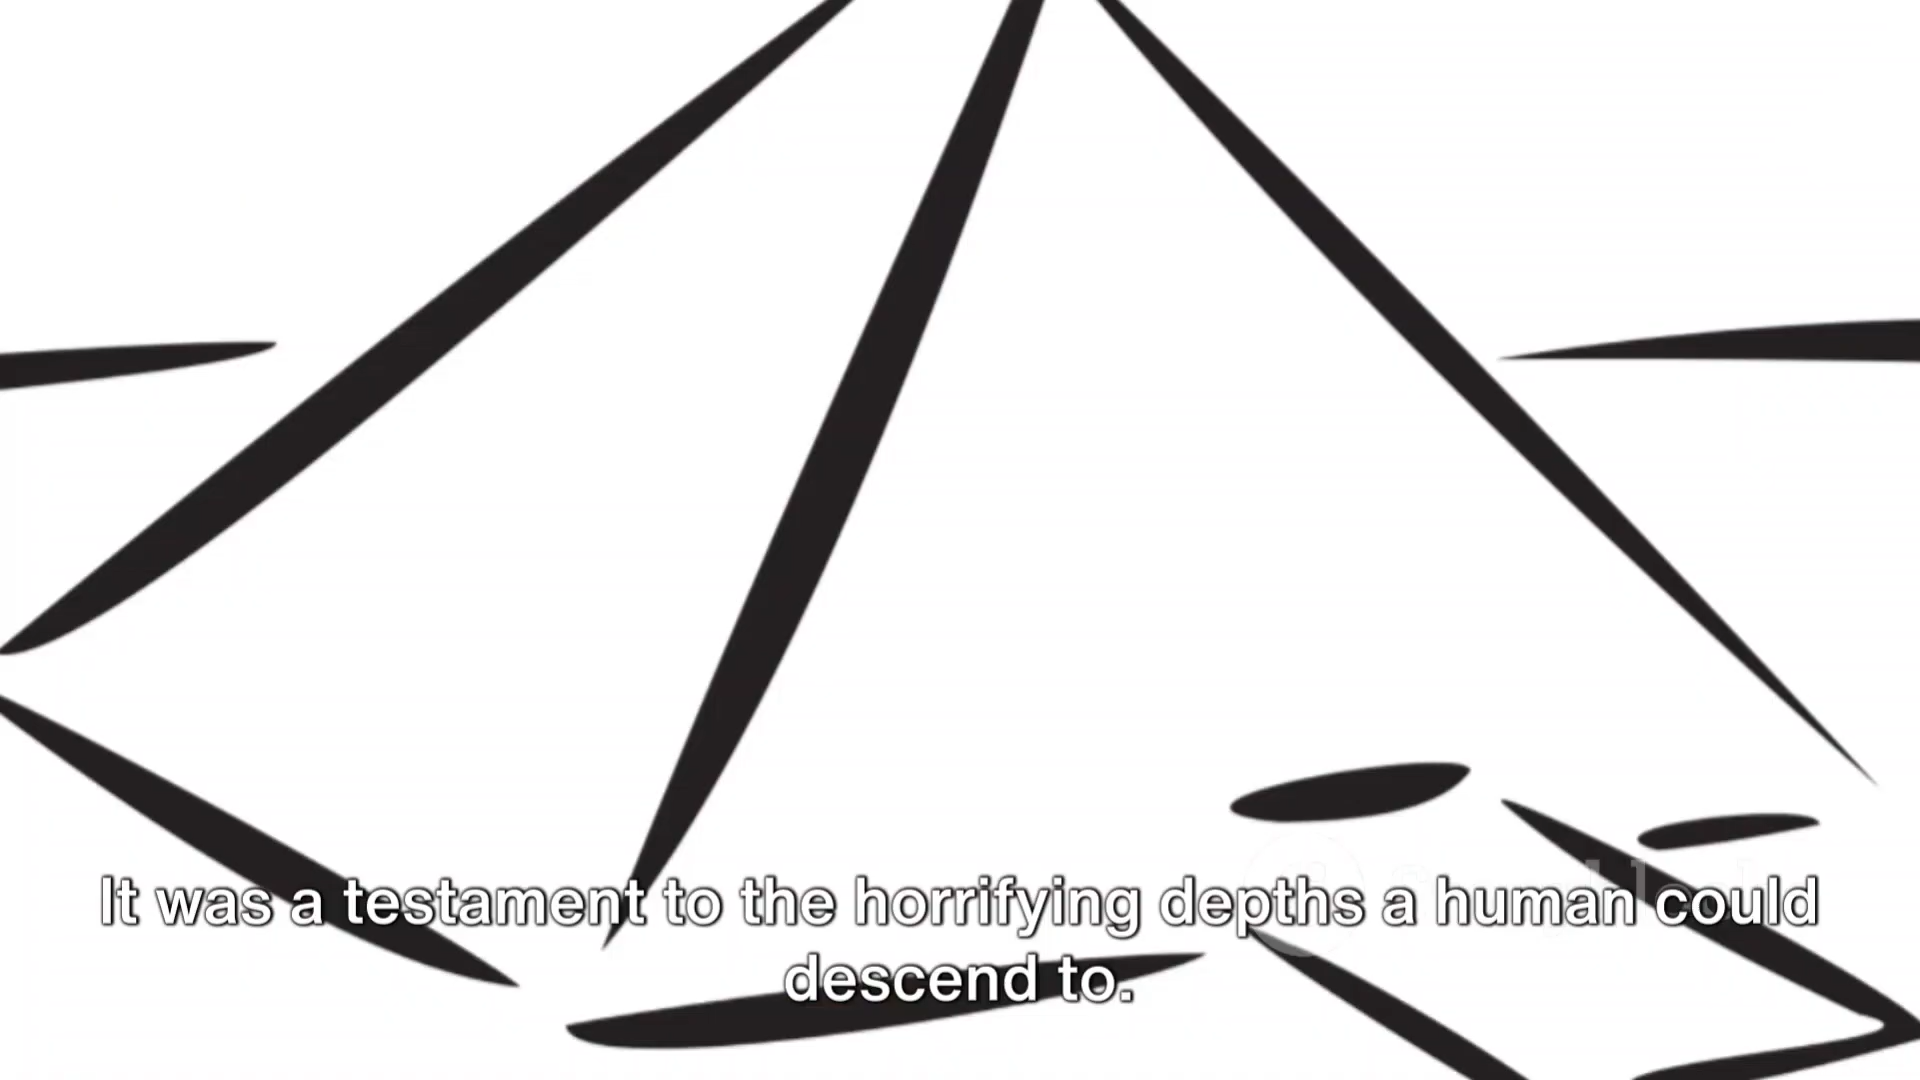 It was a testament to the horrifying depths a human could
descend to.